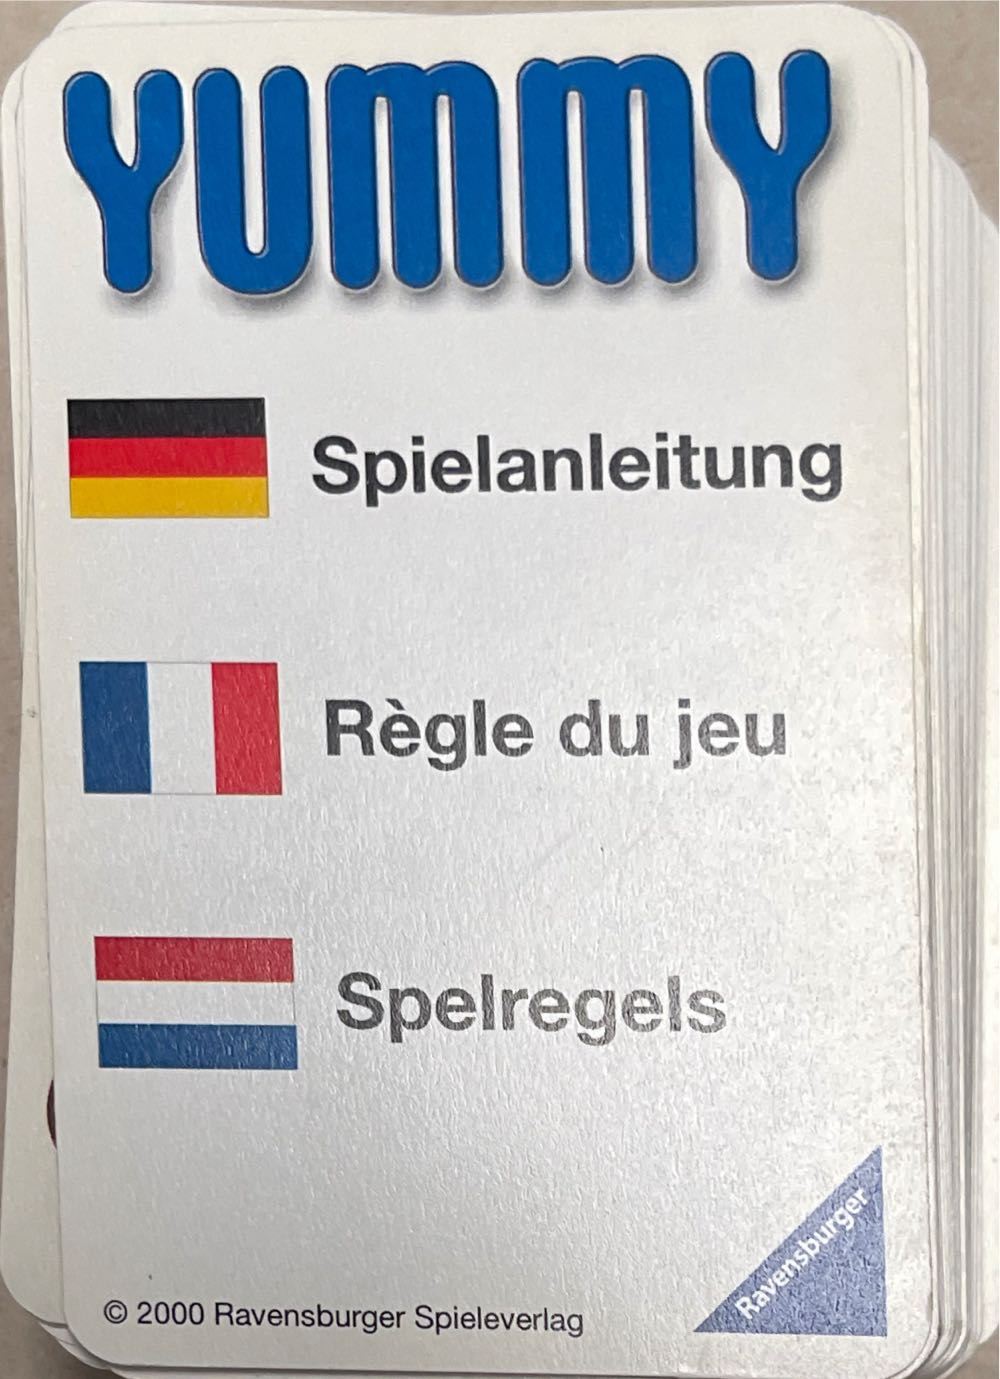 YUMMY
Spielanleitung
Règle du jeu
Spelregels
Ravensburger
© 2000 Ravensburger Spieleverlag